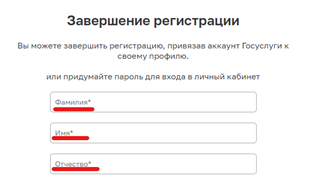 Завершение регистрации
Вы можете завершить регистрацию, привязав аккаунт Госуслуги к
своему профилю.
или придумайте пароль для входа в личный кабинет
Фамилия*
Имя*
Отчество*